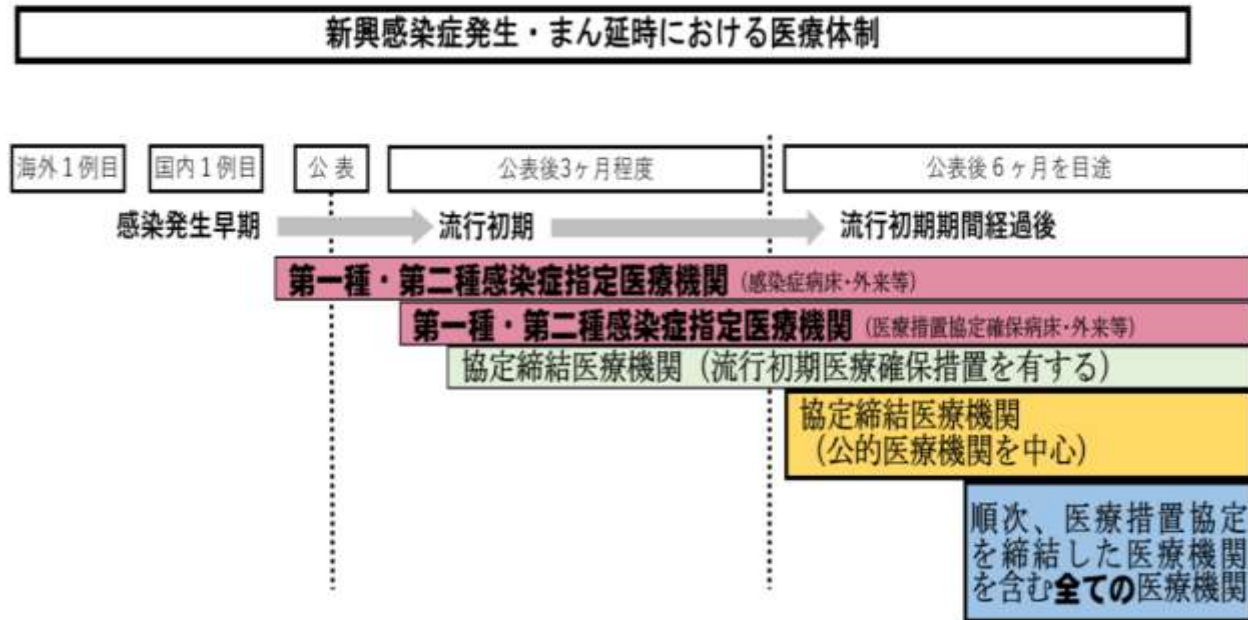 新興感染症発生・まん延時における医療体制
海外1例目
国内1例目
公表
公表後3ヶ月程度
公表後6ヶ月を目途
感染発生早期
流行初期
流行初期期間経過後
第一種・第二種感染症指定医療機関（感染症病床・外来等）
第一種・第二種感染症指定医療機関（医療措置協定確保病床・外来等）
協定締結医療機関（流行初期医療確保措置を有する）
協定締結医療機関
（公的医療機関を中心）
順次、医療措置協定
を締結した医療機関
を含む全ての医療機関